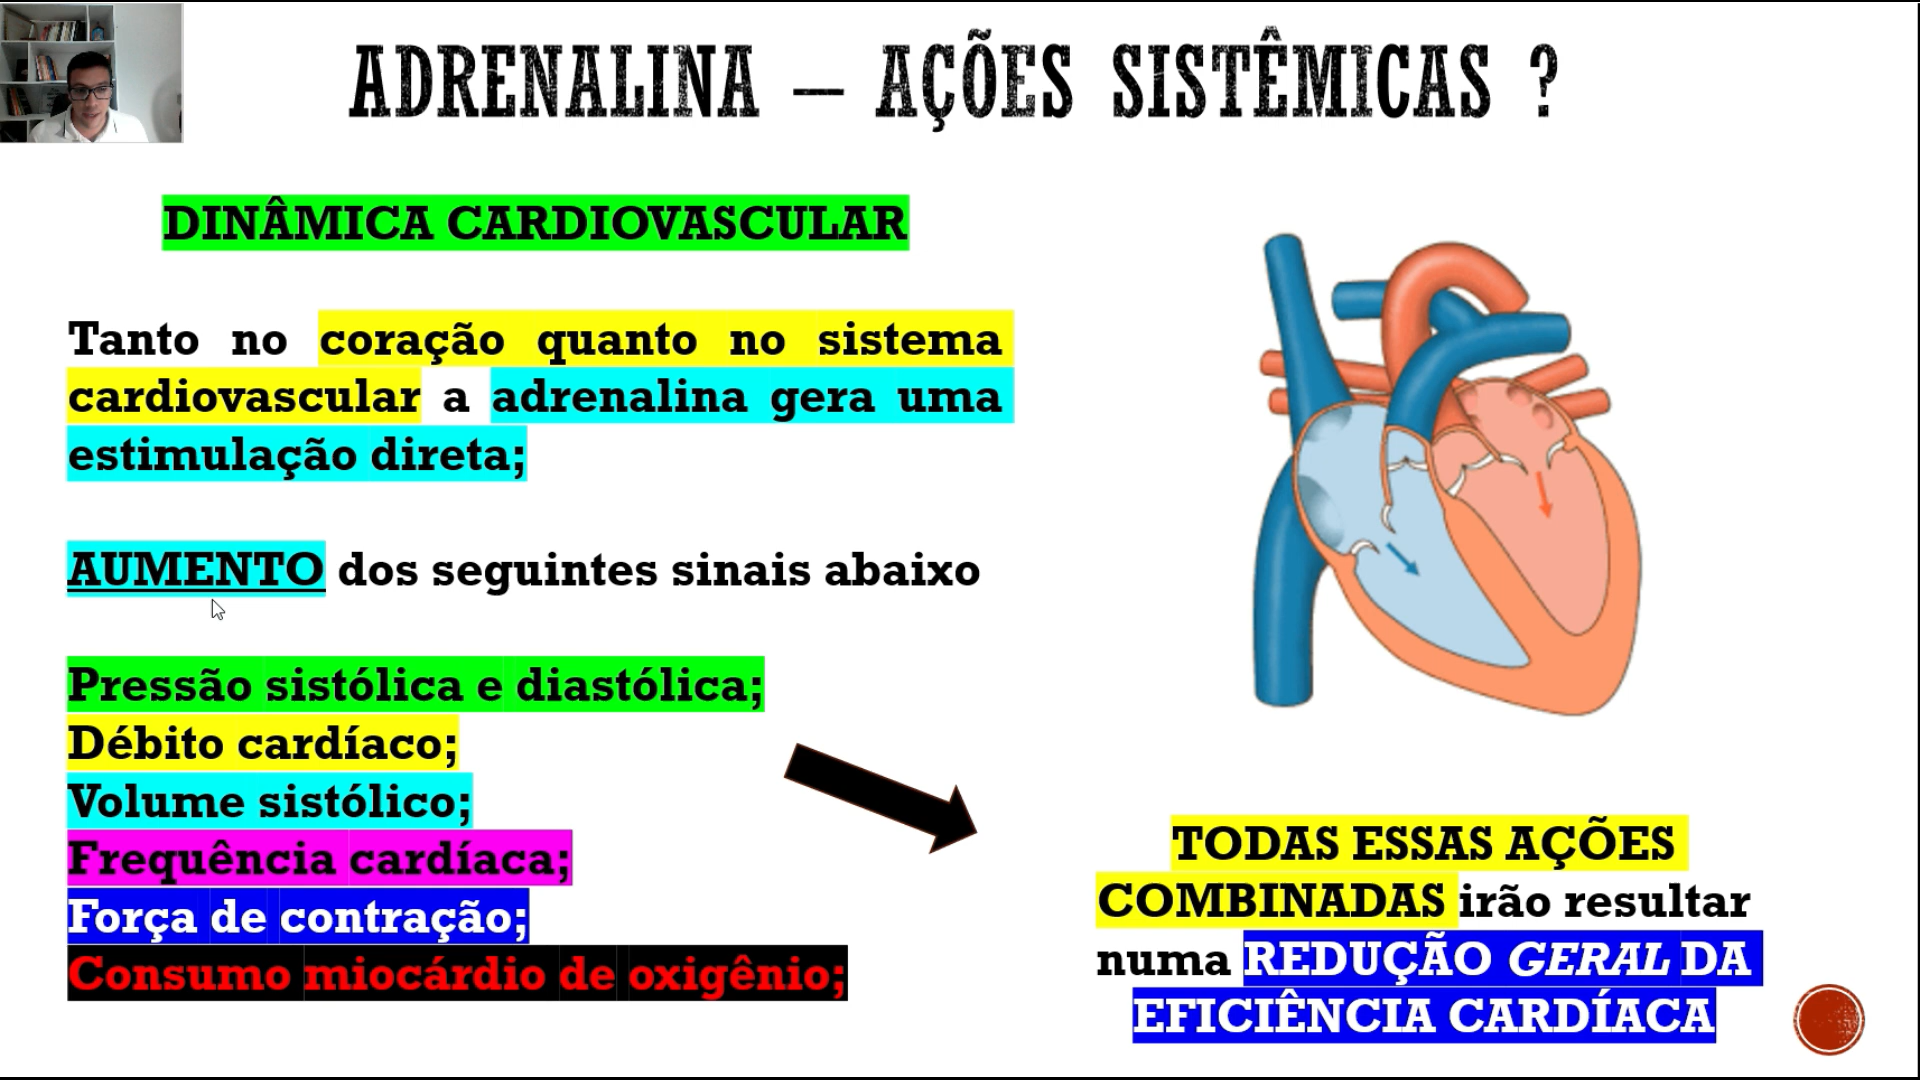 ADRENALINA – AÇÕES SISTÊMICAS ?
DINÂMICA CARDIOVASCULAR
Tanto no coração quanto no sistema
cardiovascular a adrenalina gera uma
estimulação direta;
AUMENTO dos seguintes sinais abaixo
Pressão sistólica e diastólica;
Débito cardíaco;
Volume sistólico;
Frequência cardíaca;
Força de contração;
Consumo miocárdio de oxigênio;
TODAS ESSAS AÇÕES
COMBINADAS irão resultar
numa REDUÇÃO GERAL DA
EFICIÊNCIA CARDÍACA